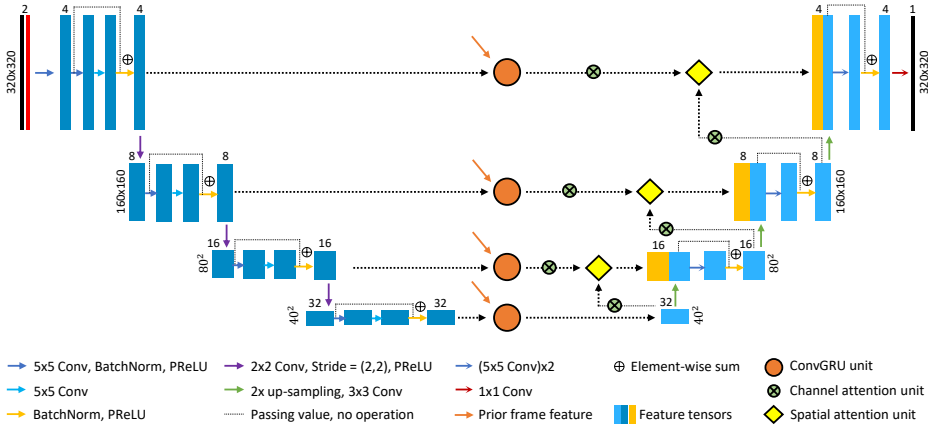 2 4 4 4 4 1
320x320 320x320
8 8 8 8
160x160 160x160
16 16 16 16
80² 80²
32 32 32
40² 40²
5x5 Conv, BatchNorm, PReLU 2x2 Conv, Stride = (2,2), PReLU (5x5 Conv)x2 Element-wise sum ConvGRU unit
5x5 Conv 2x up-sampling, 3x3 Conv 1x1 Conv Channel attention unit
BatchNorm, PReLU Passing value, no operation Prior frame feature Feature tensors Spatial attention unit